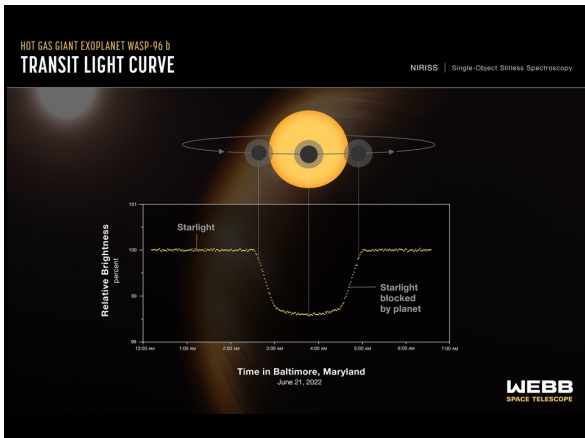 HOT GAS GIANT EXOPLANET WASP-96 b
TRANSIT LIGHT CURVE
NIRISS | Single-Object Slitless Spectroscopy
101
100
99
99
Relative Brightness
percent
Starlight
Starlight
blocked
by planet
12:00 AM 1:00 AM 2:00 AM 3:00 AM 4:00 AM 5:00 AM 6:00 AM 7:00 AM
Time in Baltimore, Maryland
June 21, 2022
WEBB
SPACE TELESCOPE